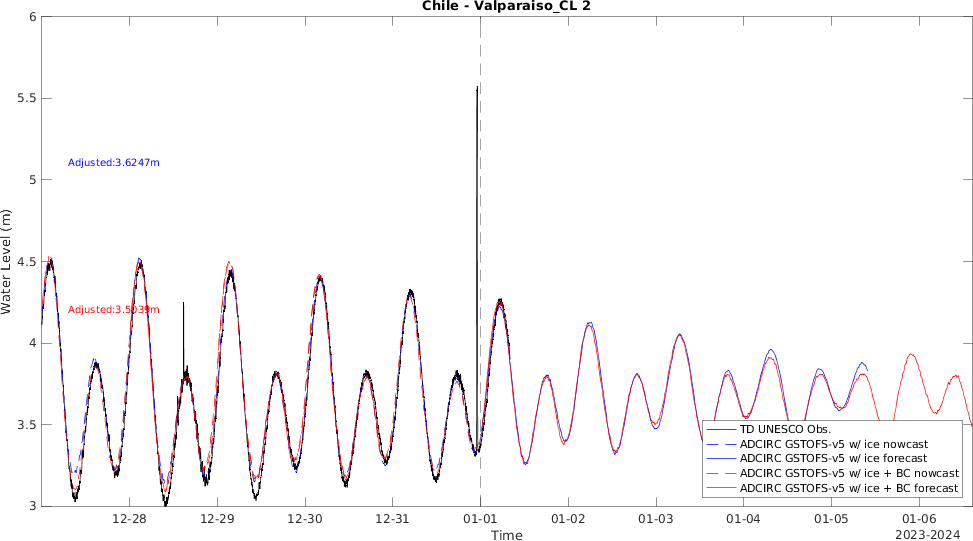 Chile - Valparaiso_CL 2
6
5.5
5
4.5
4
3.5
3
Water Level (m)
Adjusted:3.6247m
Adjusted:3.5039m
TD UNESCO Obs.
ADCIRC GSTOFS-v5 w/ ice nowcast
ADCIRC GSTOFS-v5 w/ ice forecast
ADCIRC GSTOFS-v5 w/ ice + BC nowcast
ADCIRC GSTOFS-v5 w/ ice + BC forecast
12-28 12-29 12-30 12-31 01-01 01-02 01-03 01-04 01-05 01-06
Time
2023-2024